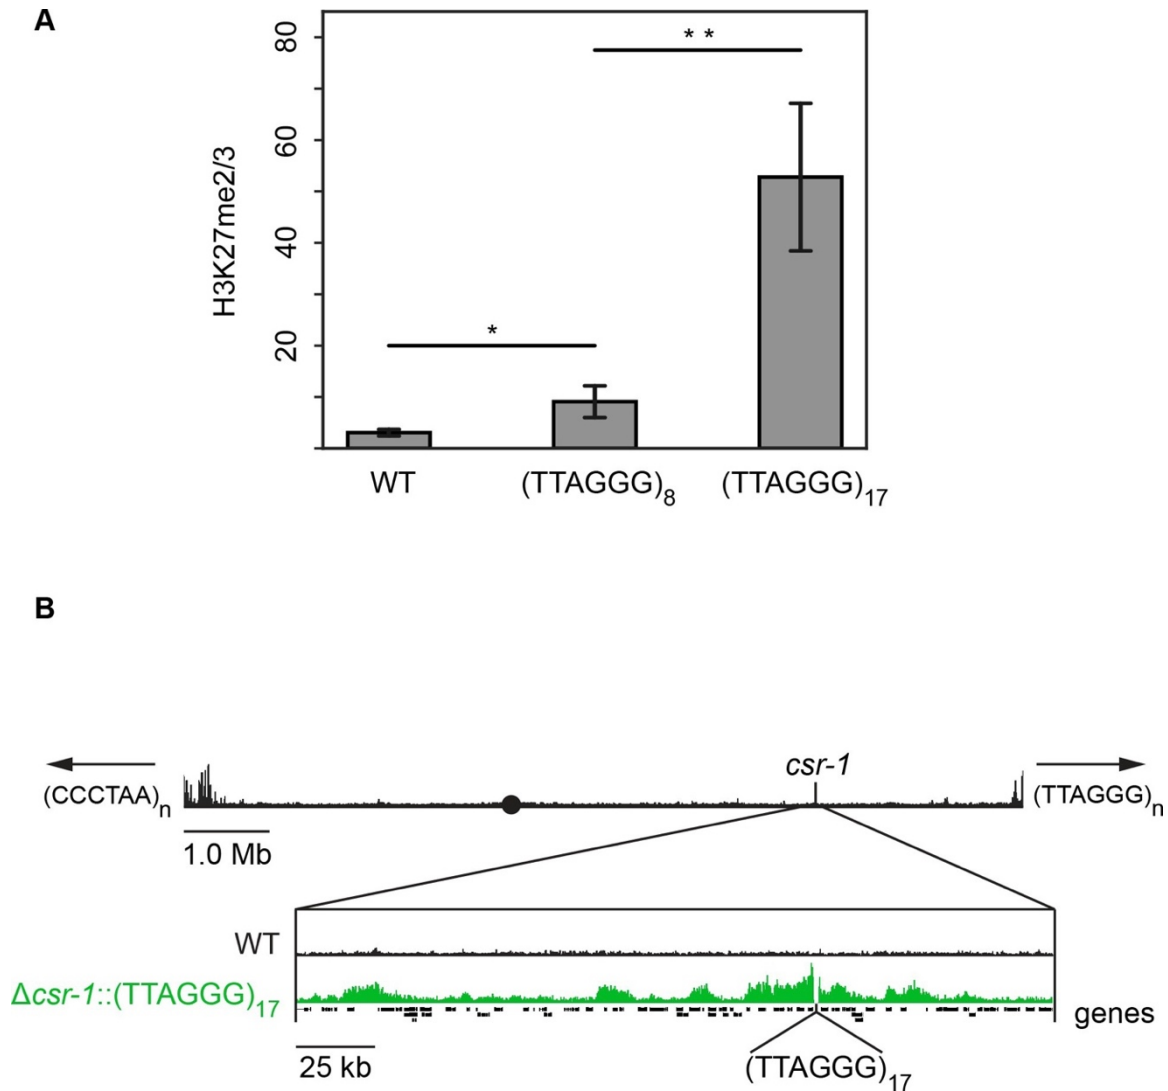 A
* *
80
60
40
20
H3K27me2/3
*
WT (TTAGGG)8 (TTAGGG)17
B
csr-1
(CCCTAA)n (TTAGGG)n
1.0 Mb
WT
Δcsr-1::(TTAGGG)17
genes
25 kb
(TTAGGG)17